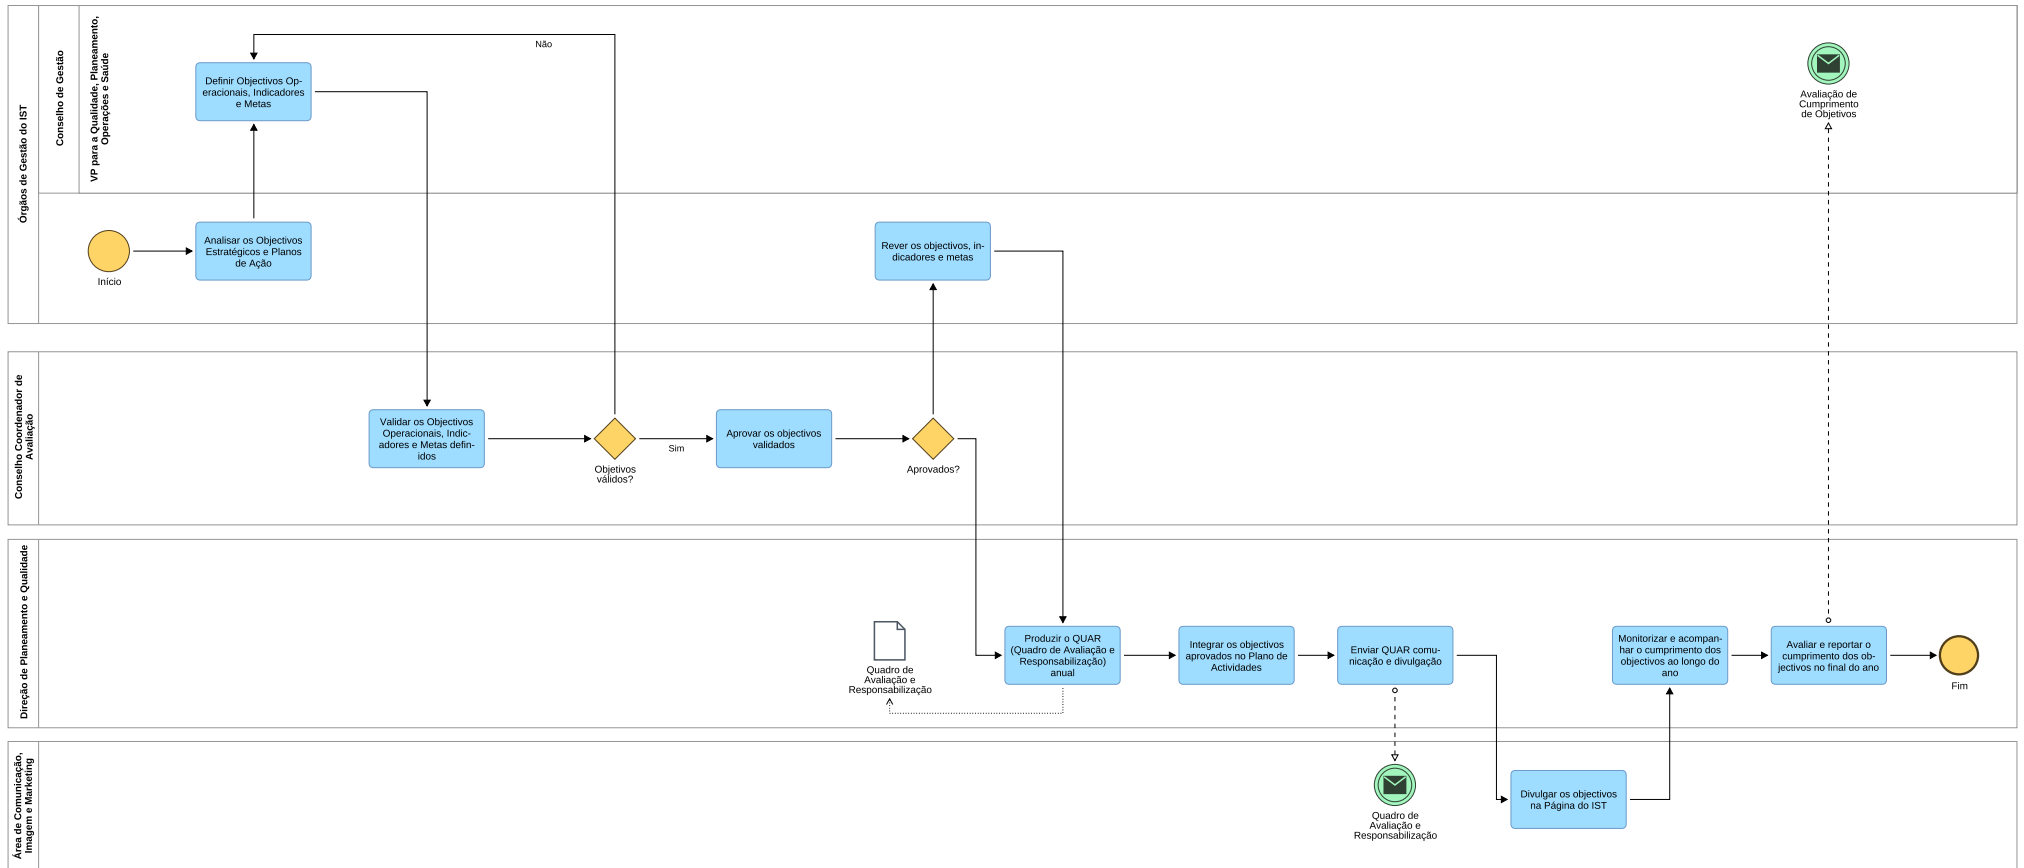 Órgãos de Gestão do IST
Conselho de Gestão
VP para a Qualidade, Planeamento,
Operações e Saúde
Não
Definir Objectivos Op-
eracionais, Indicadores
e Metas
Avaliação de
Cumprimento
de Objetivos
Início
Analisar os Objectivos
Estratégicos e Planos
de Ação
Rever os objectivos, in-
dicadores e metas
Conselho Coordenador de
Avaliação
Validar os Objectivos
Operacionais, Indic-
adores e Metas defin-
idos
Objetivos
válidos?
Sim
Aprovar os objectivos
validados
Aprovados?
Direção de Planeamento e Qualidade
Quadro de
Avaliação e
Responsabilização
Produzir o QUAR
(Quadro de Avaliação e
Responsabilização)
anual
Integrar os objectivos
aprovados no Plano de
Actividades
Enviar QUAR comu-
nicação e divulgação
Monitorizar e acompan-
har o cumprimento dos
objectivos ao longo do
ano
Avaliar e reportar o
cumprimento dos ob-
jectivos no final do ano
Fim
Área de Comunicação,
Imagem e Marketing
Quadro de
Avaliação e
Responsabilização
Divulgar os objectivos
na Página do IST